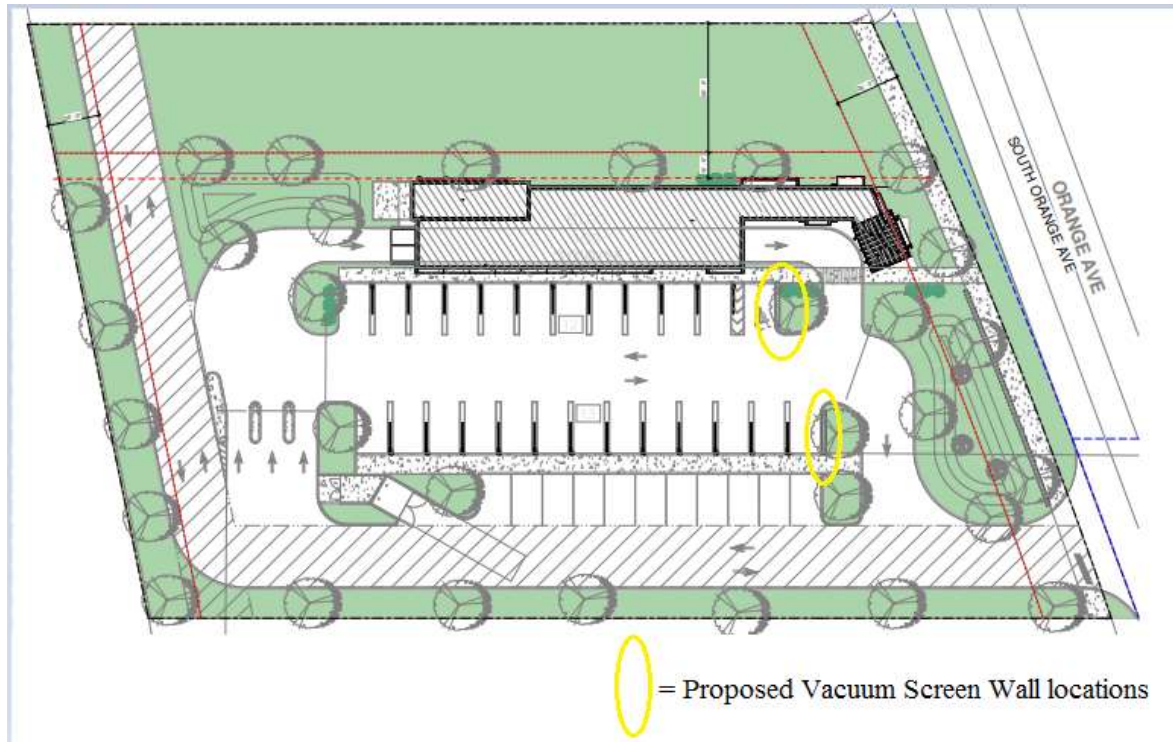 ORANGE AVE
SOUTH ORANGE AVE
= Proposed Vacuum Screen Wall locations